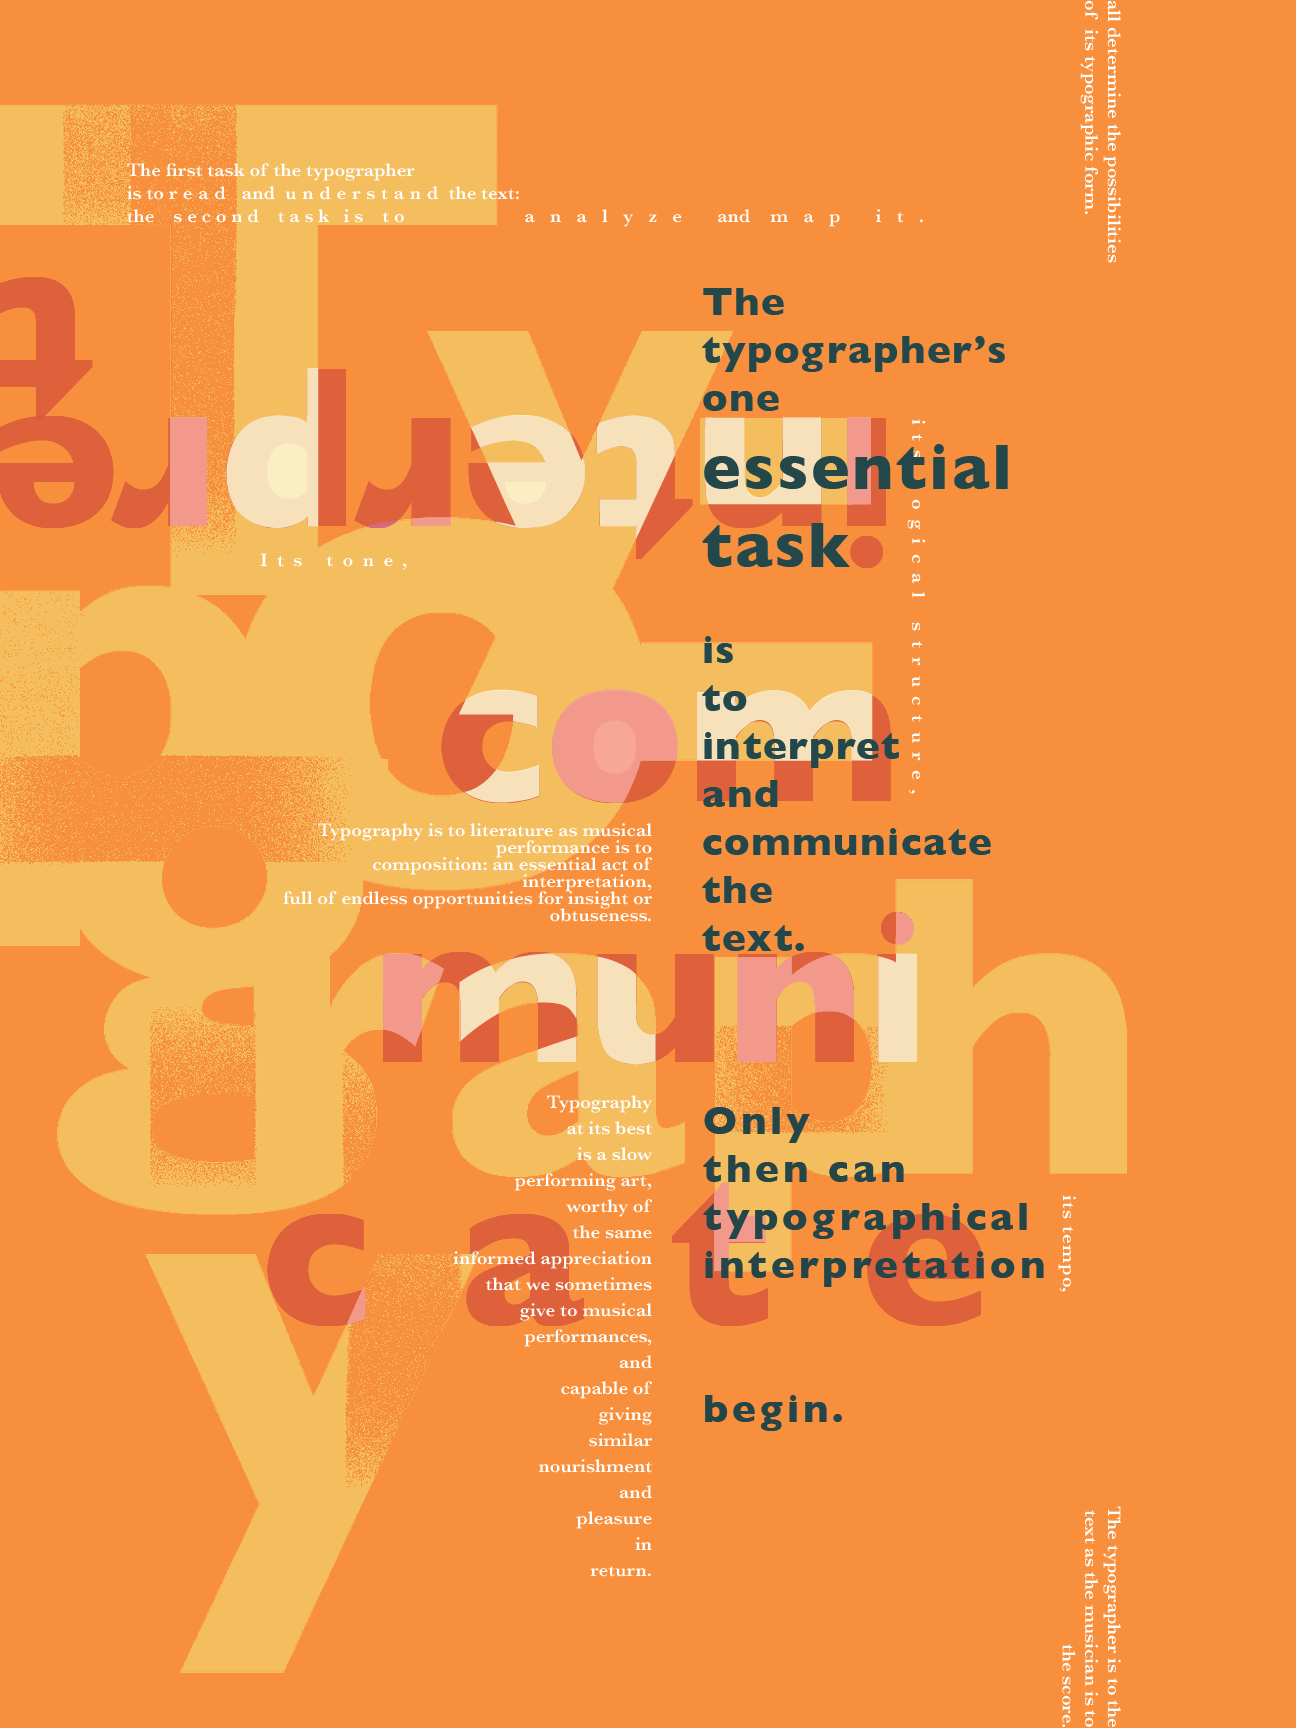 all determine the possibilities
of its typographic form.
The first task of the typographer
is to read and understand the text:
the second task is to analyze and map it.
Ty
po
g
raph
y
interpret
com
muni
cate
The
typographer’s
one
essential
task
is
to
interpret
and
communicate
the
text.
its logical structure,
Its tone,
Typography is to literature as musical
performance is to
composition: an essential act of
interpretation,
full of endless opportunities for insight or
obtuseness.
Typography
at its best
is a slow
performing art,
worthy of
the same
informed appreciation
that we sometimes
give to musical
performances,
and
capable of
giving
similar
nourishment
and
pleasure
in
return.
Only
then can
typographical
interpretation
begin.
its tempo,
The typographer is to the
text as the musician is to
the score.